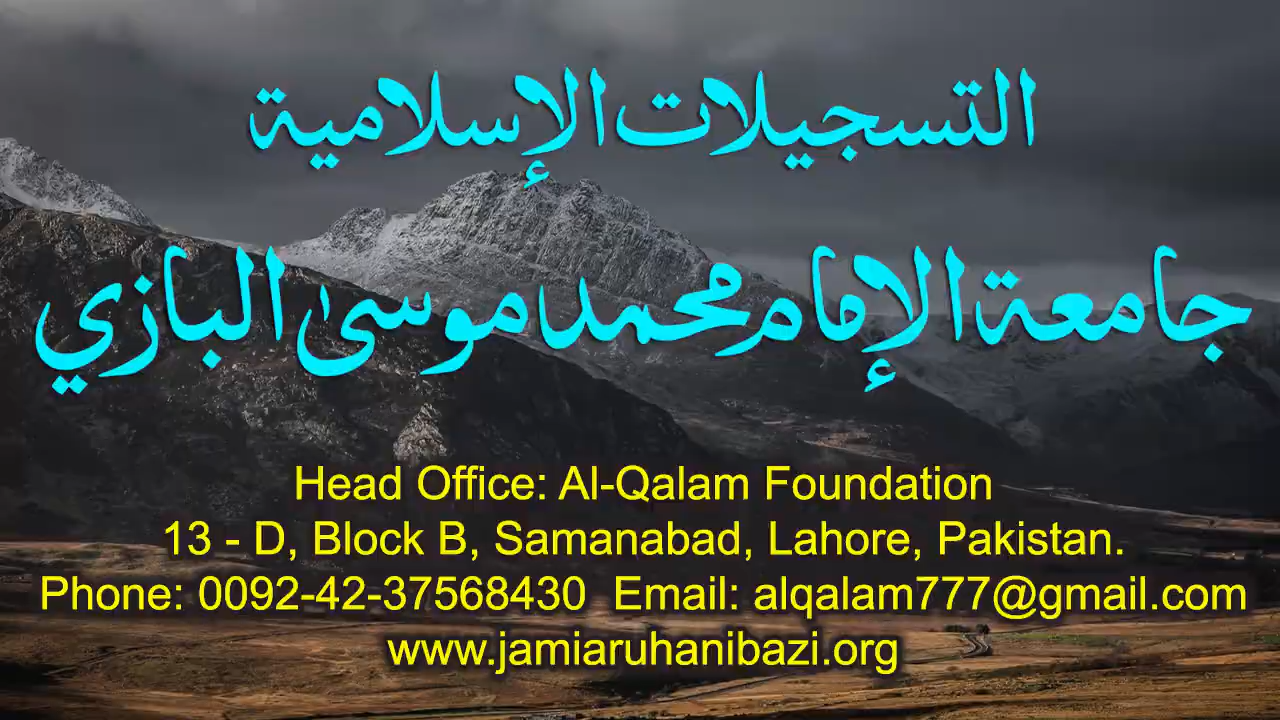 التسجيلات الإسلامية
جامعة الإمام محمد موسىٰ البازي
Head Office: Al-Qalam Foundation
13 - D, Block B, Samanabad, Lahore, Pakistan.
Phone: 0092-42-37568430  Email: alqalam777@gmail.com
www.jamiaruhanibazi.org